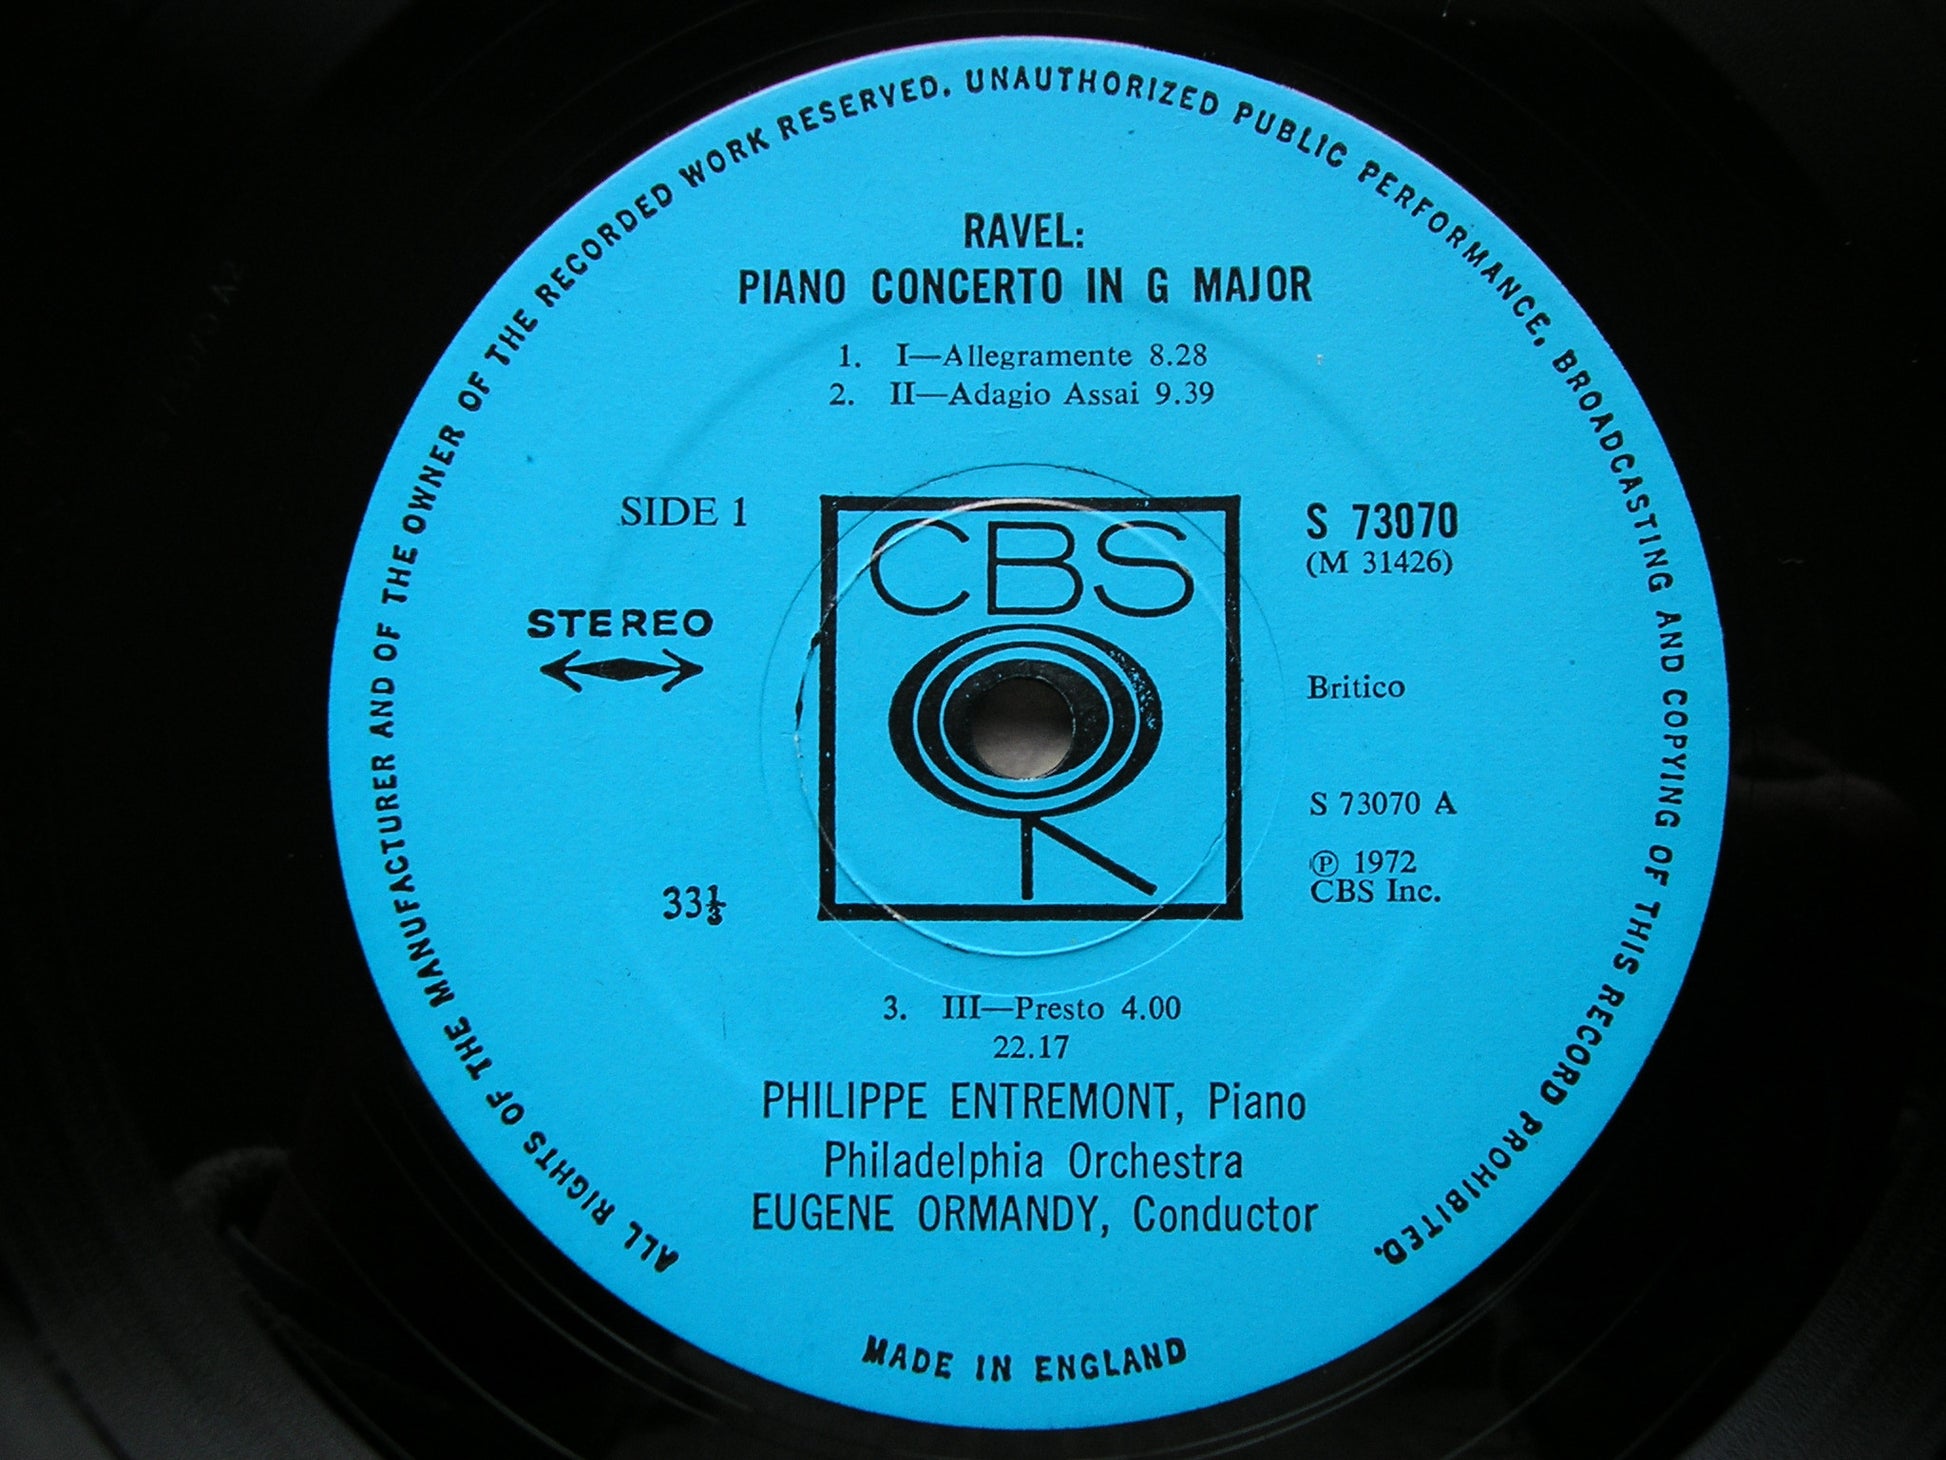 ALL RIGHTS OF THE MANUFACTURER AND OF THE OWNER OF THE RECORDED WORK RESERVED. UNAUTHORIZED PUBLIC PERFORMANCE, BROADCASTING AND COPYING OF THIS RECORD PROHIBITED.
RAVEL:
PIANO CONCERTO IN G MAJOR
1. I—Allegramente 8.28
2. II—Adagio Assai 9.39
SIDE 1
CBS
S 73070
(M 31426)
STEREO
Britico
S 73070 A
℗ 1972
CBS Inc.
33⅓
3. III—Presto 4.00
22.17
PHILIPPE ENTREMONT, Piano
Philadelphia Orchestra
EUGENE ORMANDY, Conductor
MADE IN ENGLAND